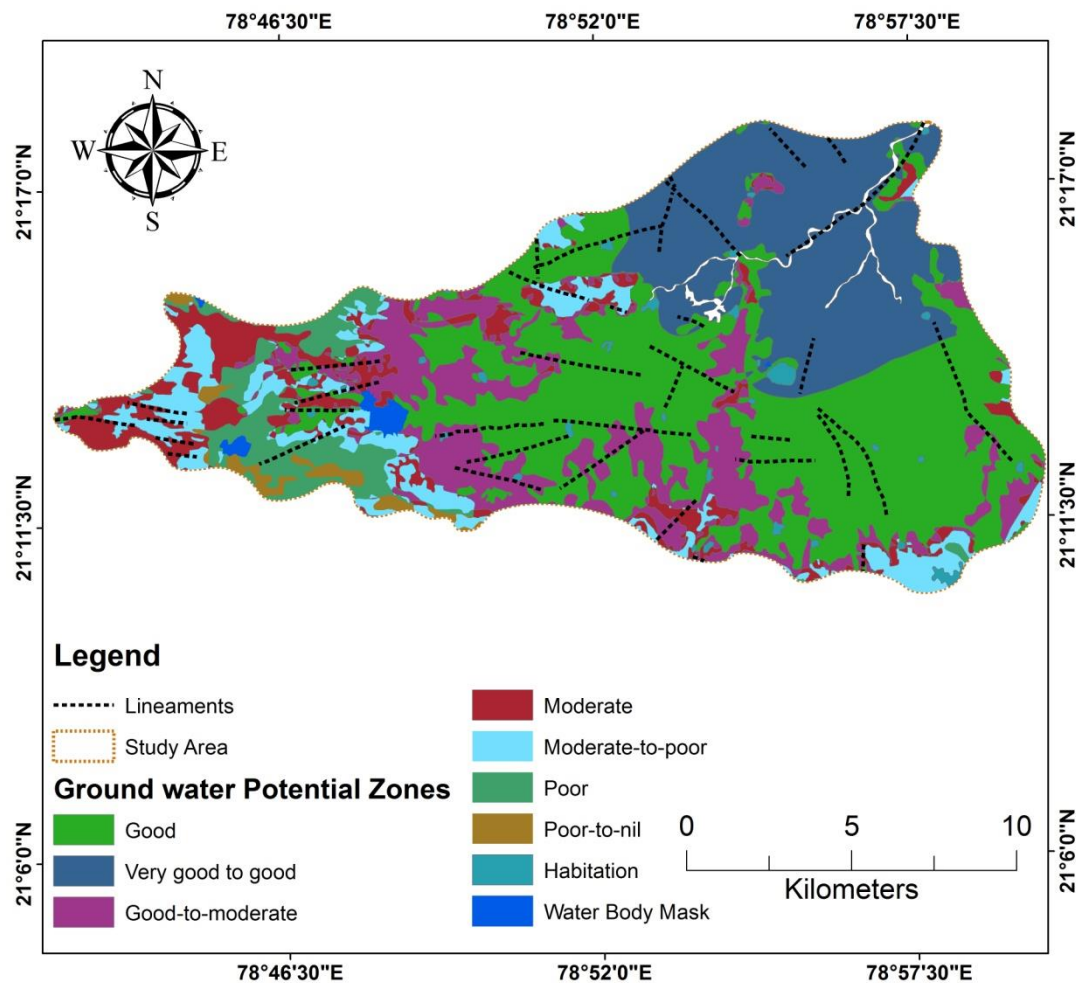 78°46'30"E 78°52'0"E 78°57'30"E
N
W E
S
21°17'0"N 21°17'0"N
21°11'30"N 21°11'30"N
21°6'0"N 21°6'0"N
Legend
Lineaments
Study Area
Ground water Potential Zones
Good
Very good to good
Good-to-moderate
Moderate
Moderate-to-poor
Poor
Poor-to-nil
Habitation
Water Body Mask
0 5 10
Kilometers
78°46'30"E 78°52'0"E 78°57'30"E